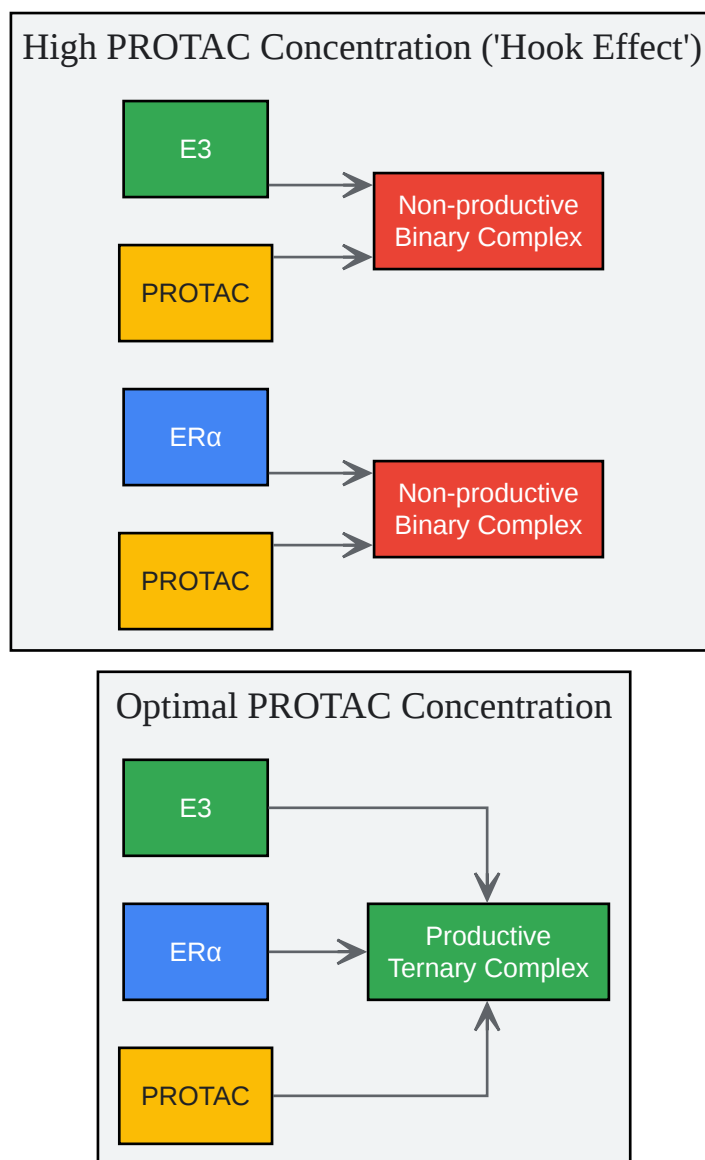 High PROTAC Concentration ('Hook Effect')
E3
Non-productive
Binary Complex
PROTAC
ERα
Non-productive
Binary Complex
PROTAC
Optimal PROTAC Concentration
E3
ERα
Productive
Ternary Complex
PROTAC